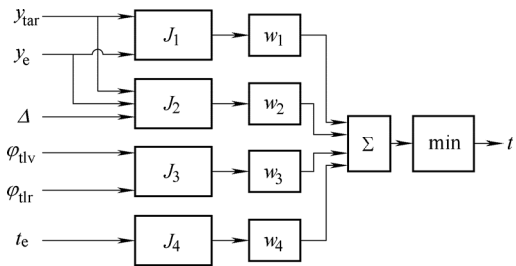 y_tar J_1 w_1
y_e
Δ J_2 w_2
φ_tlv J_3 w_3 Σ min t
φ_tlr
t_e J_4 w_4